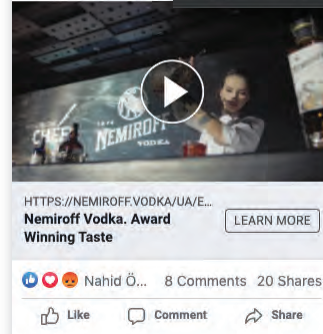 CHEF
NEMIROFF
VODKA
HTTPS://NEMIROFF.VODKA/UA/E...
Nemiroff Vodka. Award
Winning Taste
LEARN MORE
Nahid Ö... 8 Comments 20 Shares
Like Comment Share